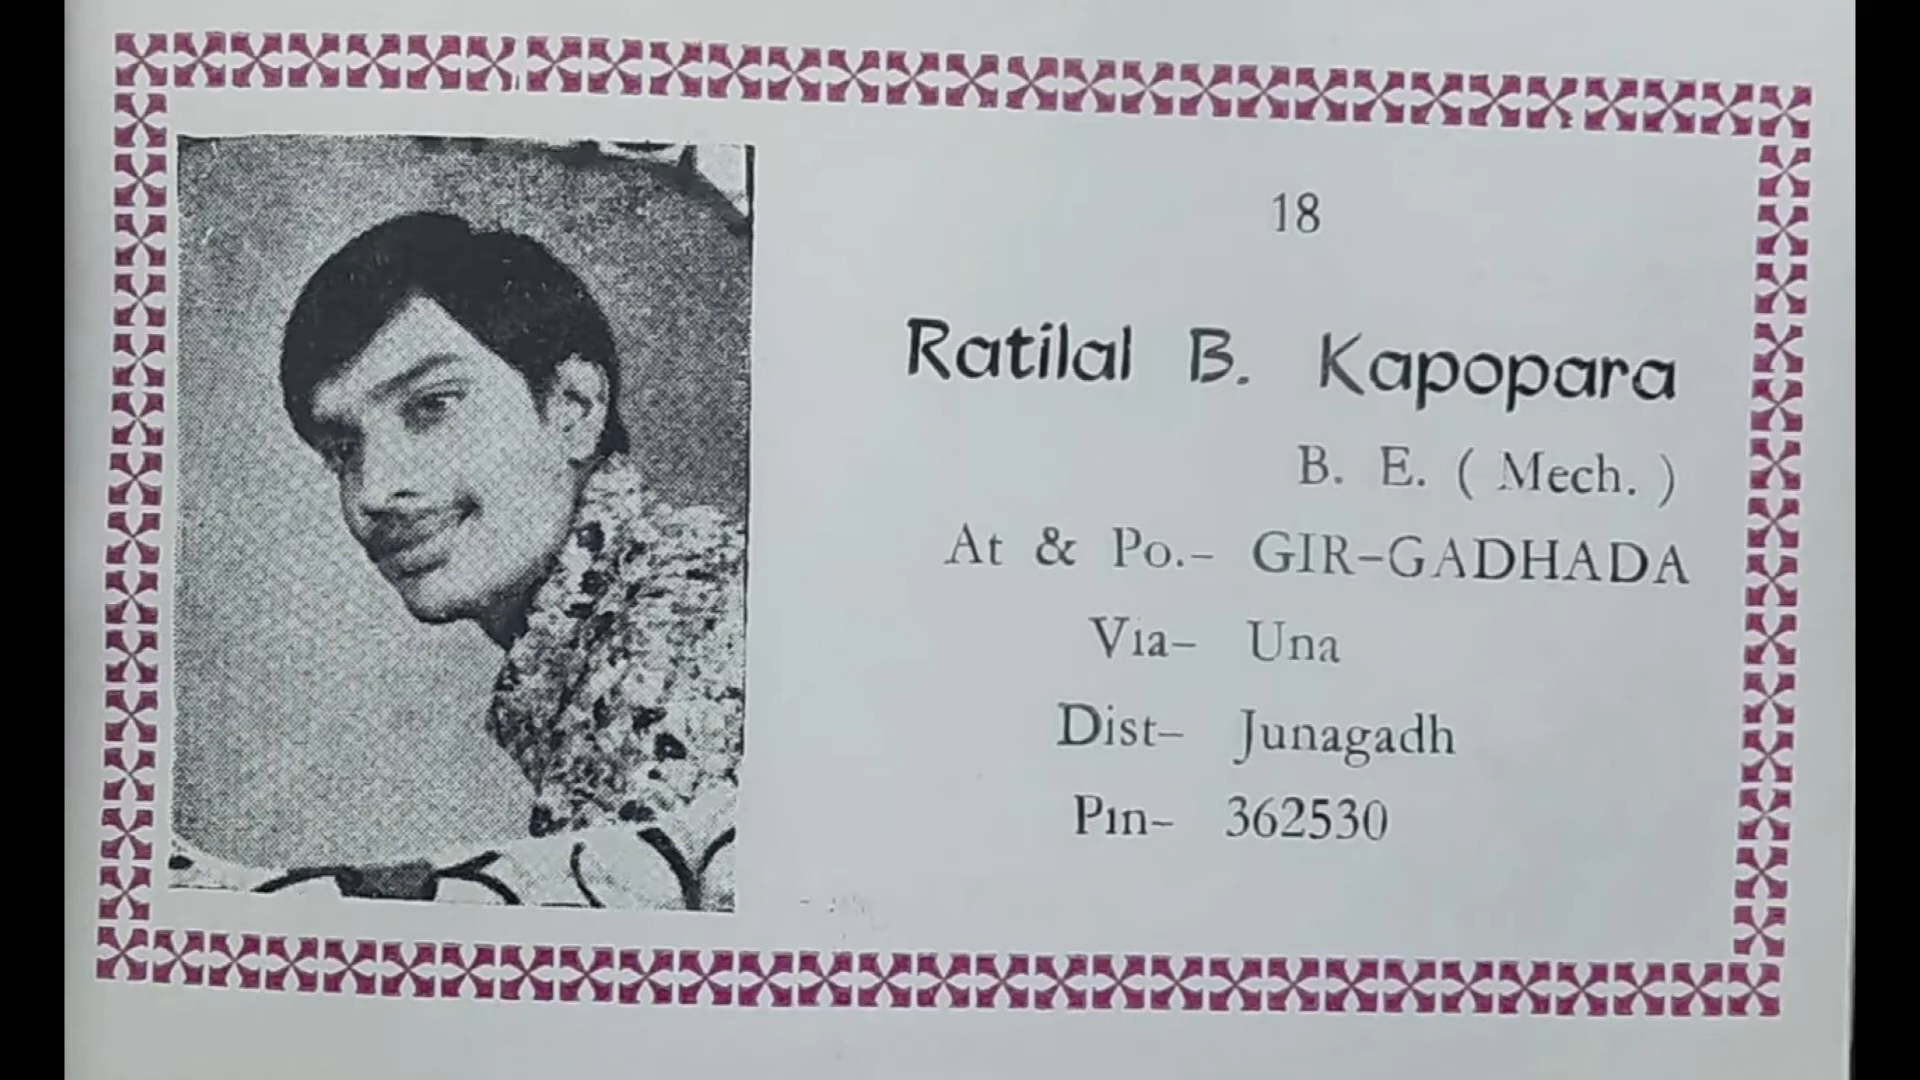 18
Ratilal B. Kapopara
B. E. ( Mech. )
At & Po.- GIR-GADHADA
Via- Una
Dist- Junagadh
Pin- 362530